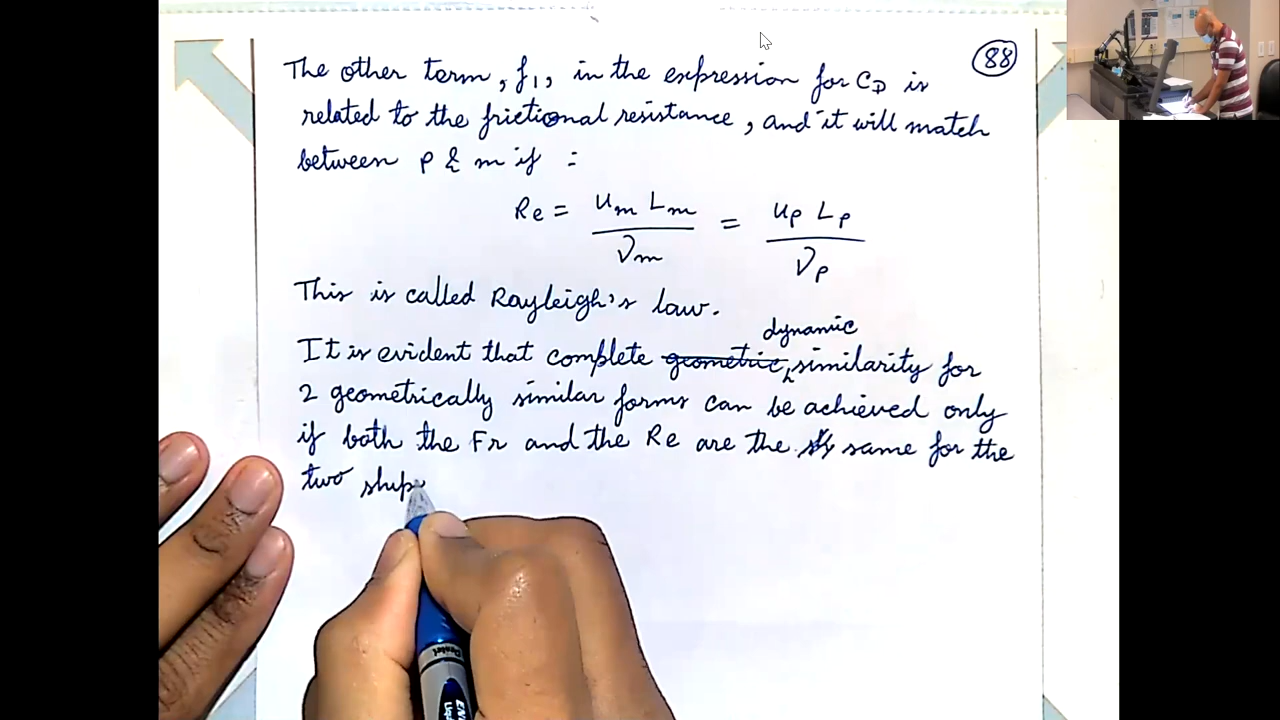 88
The other term, f1, in the expression for CD is
related to the frictional resistance, and it will match
between p & m if :
Re = um Lm / νm = up Lp / νp
This is called Rayleigh's law.
dynamic
It is evident that complete geometric similarity for
2 geometrically similar forms can be achieved only
if both the Fr and the Re are the same for the
two ships